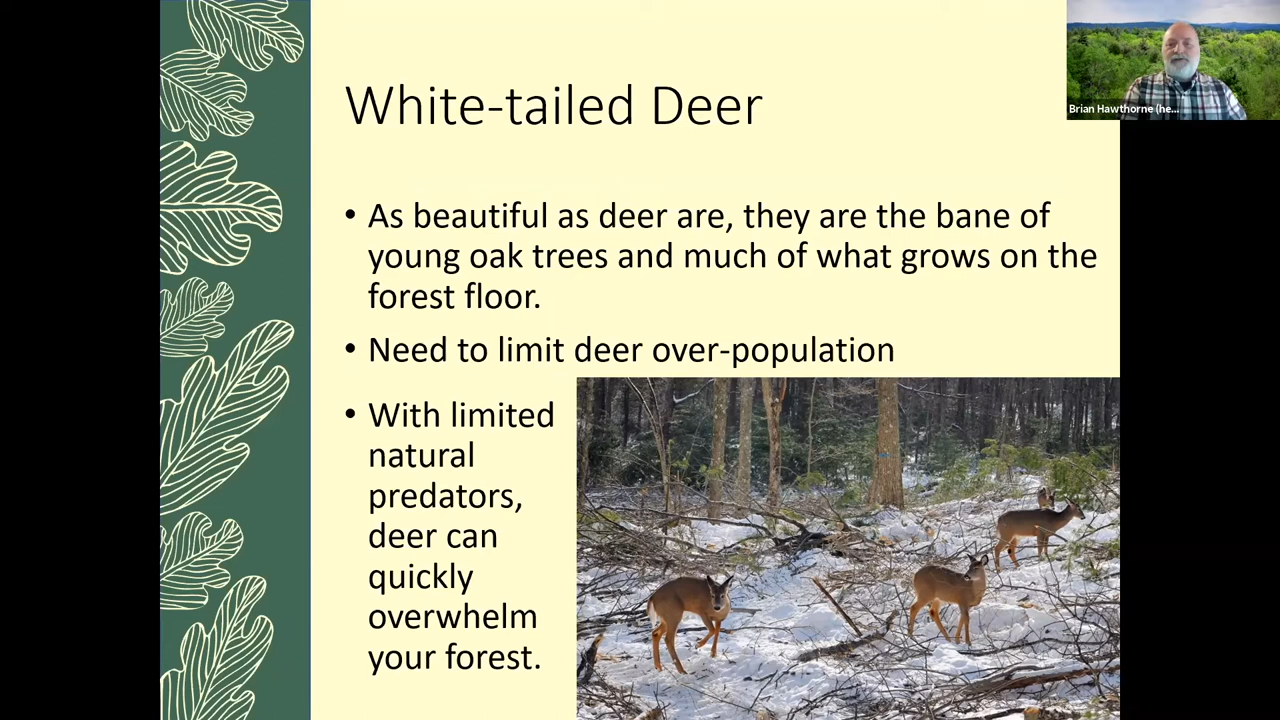 White-tailed Deer
Brian Hawthorne (he...
• As beautiful as deer are, they are the bane of
young oak trees and much of what grows on the
forest floor.
• Need to limit deer over-population
• With limited
natural
predators,
deer can
quickly
overwhelm
your forest.